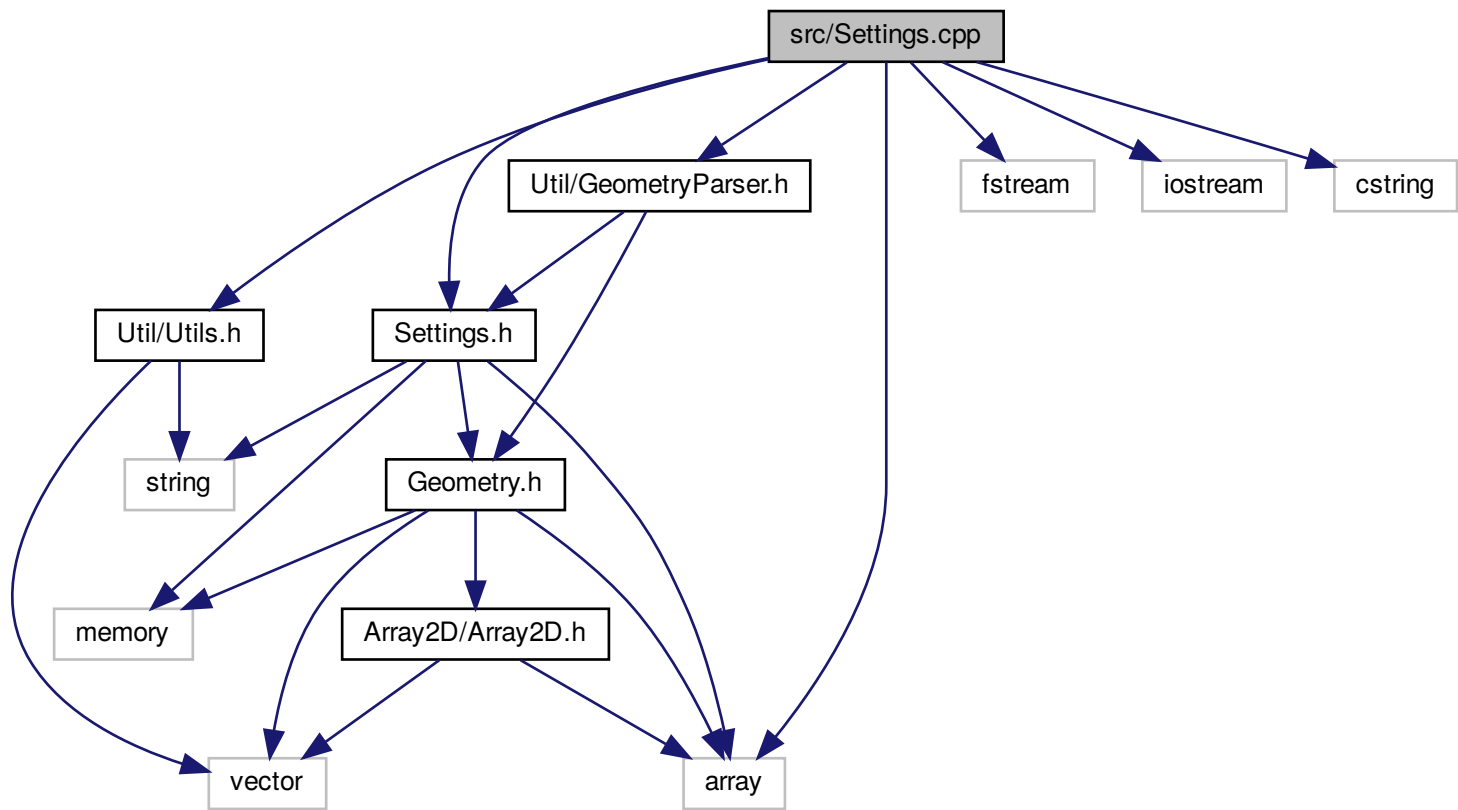 src/Settings.cpp
Util/GeometryParser.h
fstream
iostream
cstring
Util/Utils.h
Settings.h
string
Geometry.h
memory
Array2D/Array2D.h
vector
array